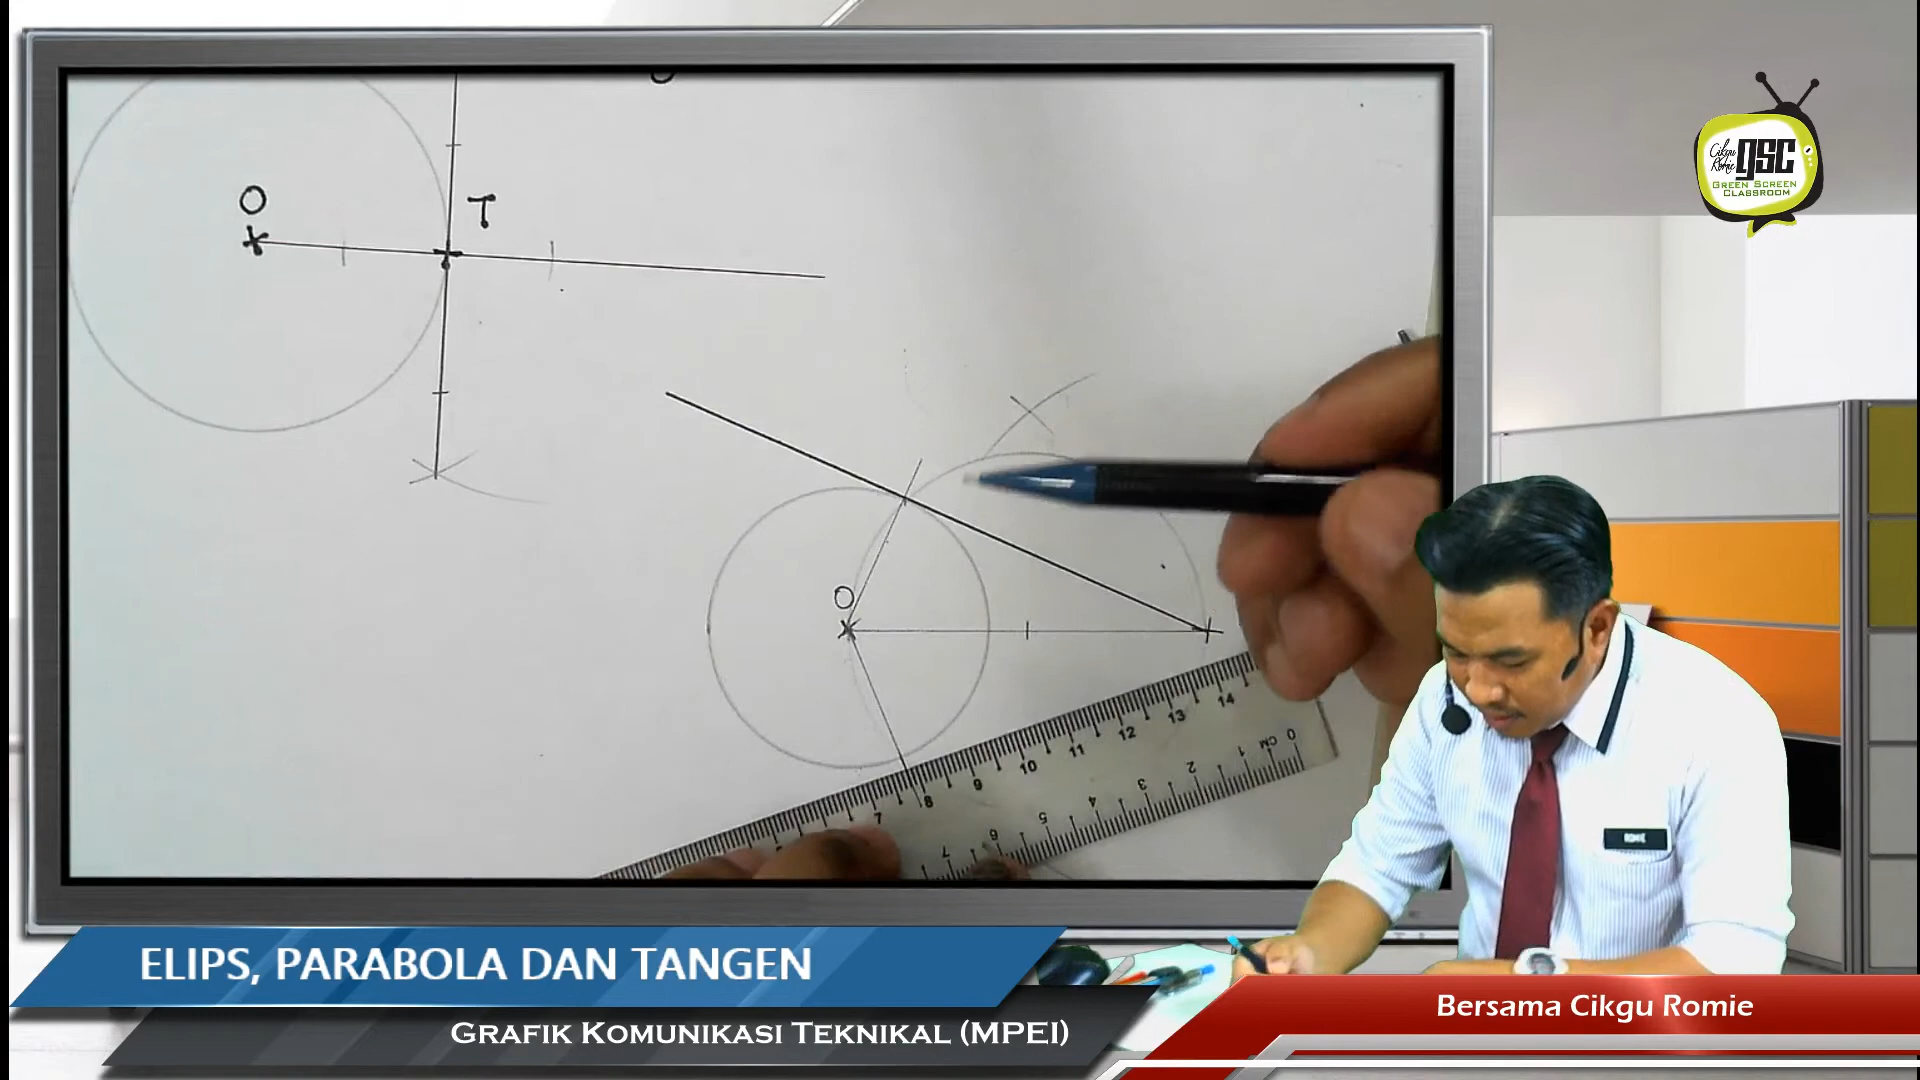 O
T
O
7
8
9
10
11
12
13
14
0
CM
1
2
3
4
5
6
7
Cikgu
Romie
GSC
GREEN SCREEN
CLASSROOM
ROMIE
ELIPS, PARABOLA DAN TANGEN
GRAFIK KOMUNIKASI TEKNIKAL (MPEI)
Bersama Cikgu Romie